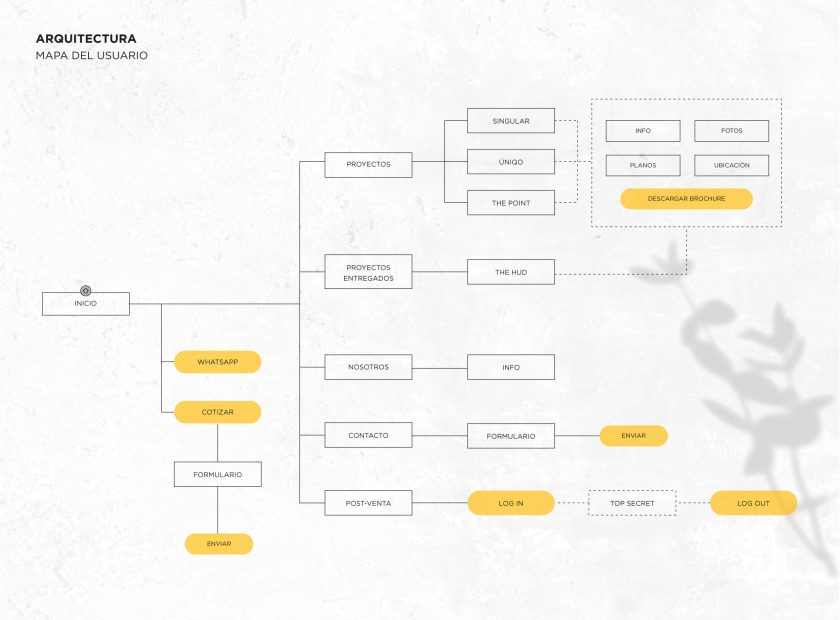 ARQUITECTURA
MAPA DEL USUARIO
SINGULAR
INFO
FOTOS
PROYECTOS
ÚNIQO
PLANOS
UBICACIÓN
THE POINT
DESCARGAR BROCHURE
PROYECTOS
ENTREGADOS
THE HUD
INICIO
WHATSAPP
NOSOTROS
INFO
COTIZAR
CONTACTO
FORMULARIO
ENVIAR
FORMULARIO
POST-VENTA
LOG IN
TOP SECRET
LOG OUT
ENVIAR